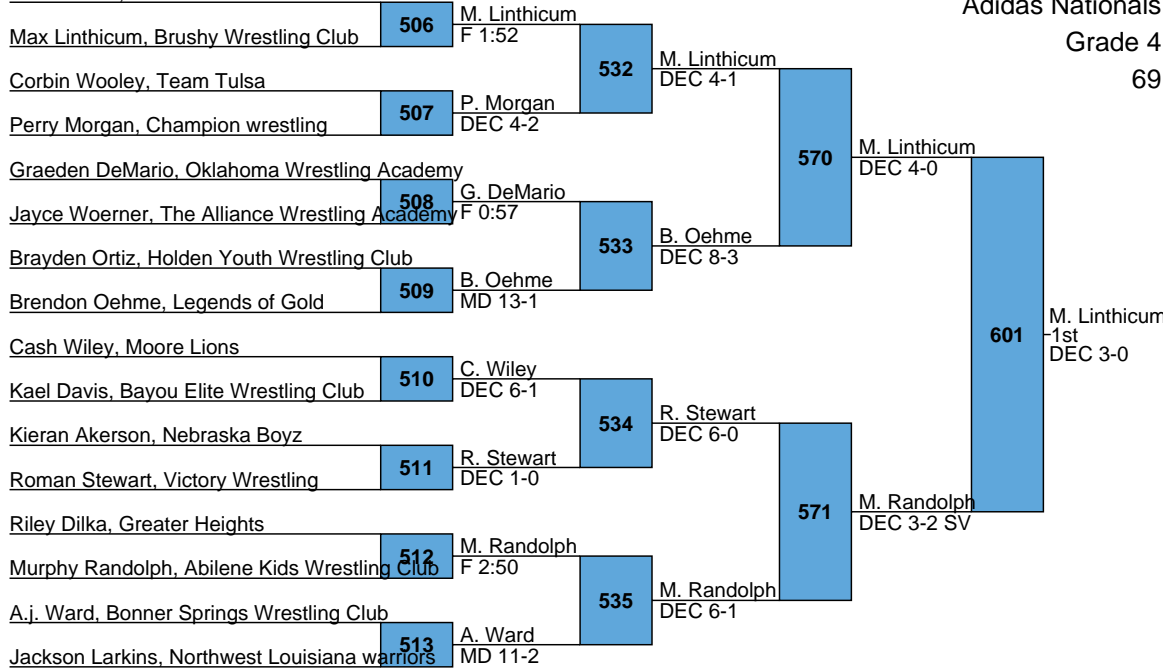 Adidas Nationals
Grade 4
69
Max Linthicum, Brushy Wrestling Club
506
M. Linthicum
F 1:52
Corbin Wooley, Team Tulsa
Perry Morgan, Champion wrestling
507
P. Morgan
DEC 4-2
532
M. Linthicum
DEC 4-1
Graeden DeMario, Oklahoma Wrestling Academy
Jayce Woerner, The Alliance Wrestling Academy
508
G. DeMario
F 0:57
Brayden Ortiz, Holden Youth Wrestling Club
Brendon Oehme, Legends of Gold
509
B. Oehme
MD 13-1
533
B. Oehme
DEC 8-3
570
M. Linthicum
DEC 4-0
Cash Wiley, Moore Lions
Kael Davis, Bayou Elite Wrestling Club
510
C. Wiley
DEC 6-1
Kieran Akerson, Nebraska Boyz
Roman Stewart, Victory Wrestling
511
R. Stewart
DEC 1-0
534
R. Stewart
DEC 6-0
Riley Dilka, Greater Heights
Murphy Randolph, Abilene Kids Wrestling Club
512
M. Randolph
F 2:50
A.j. Ward, Bonner Springs Wrestling Club
Jackson Larkins, Northwest Louisiana warriors
513
A. Ward
MD 11-2
535
M. Randolph
DEC 6-1
571
M. Randolph
DEC 3-2 SV
601
M. Linthicum
1st
DEC 3-0